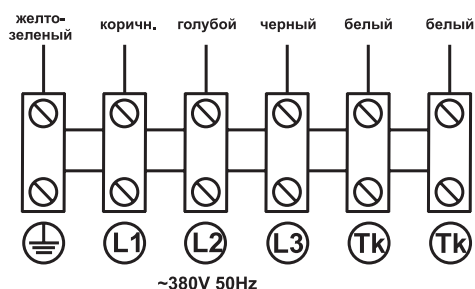 желто-
зеленый коричн. голубой черный белый белый
L1 L2 L3 Tk Tk
~380V 50Hz